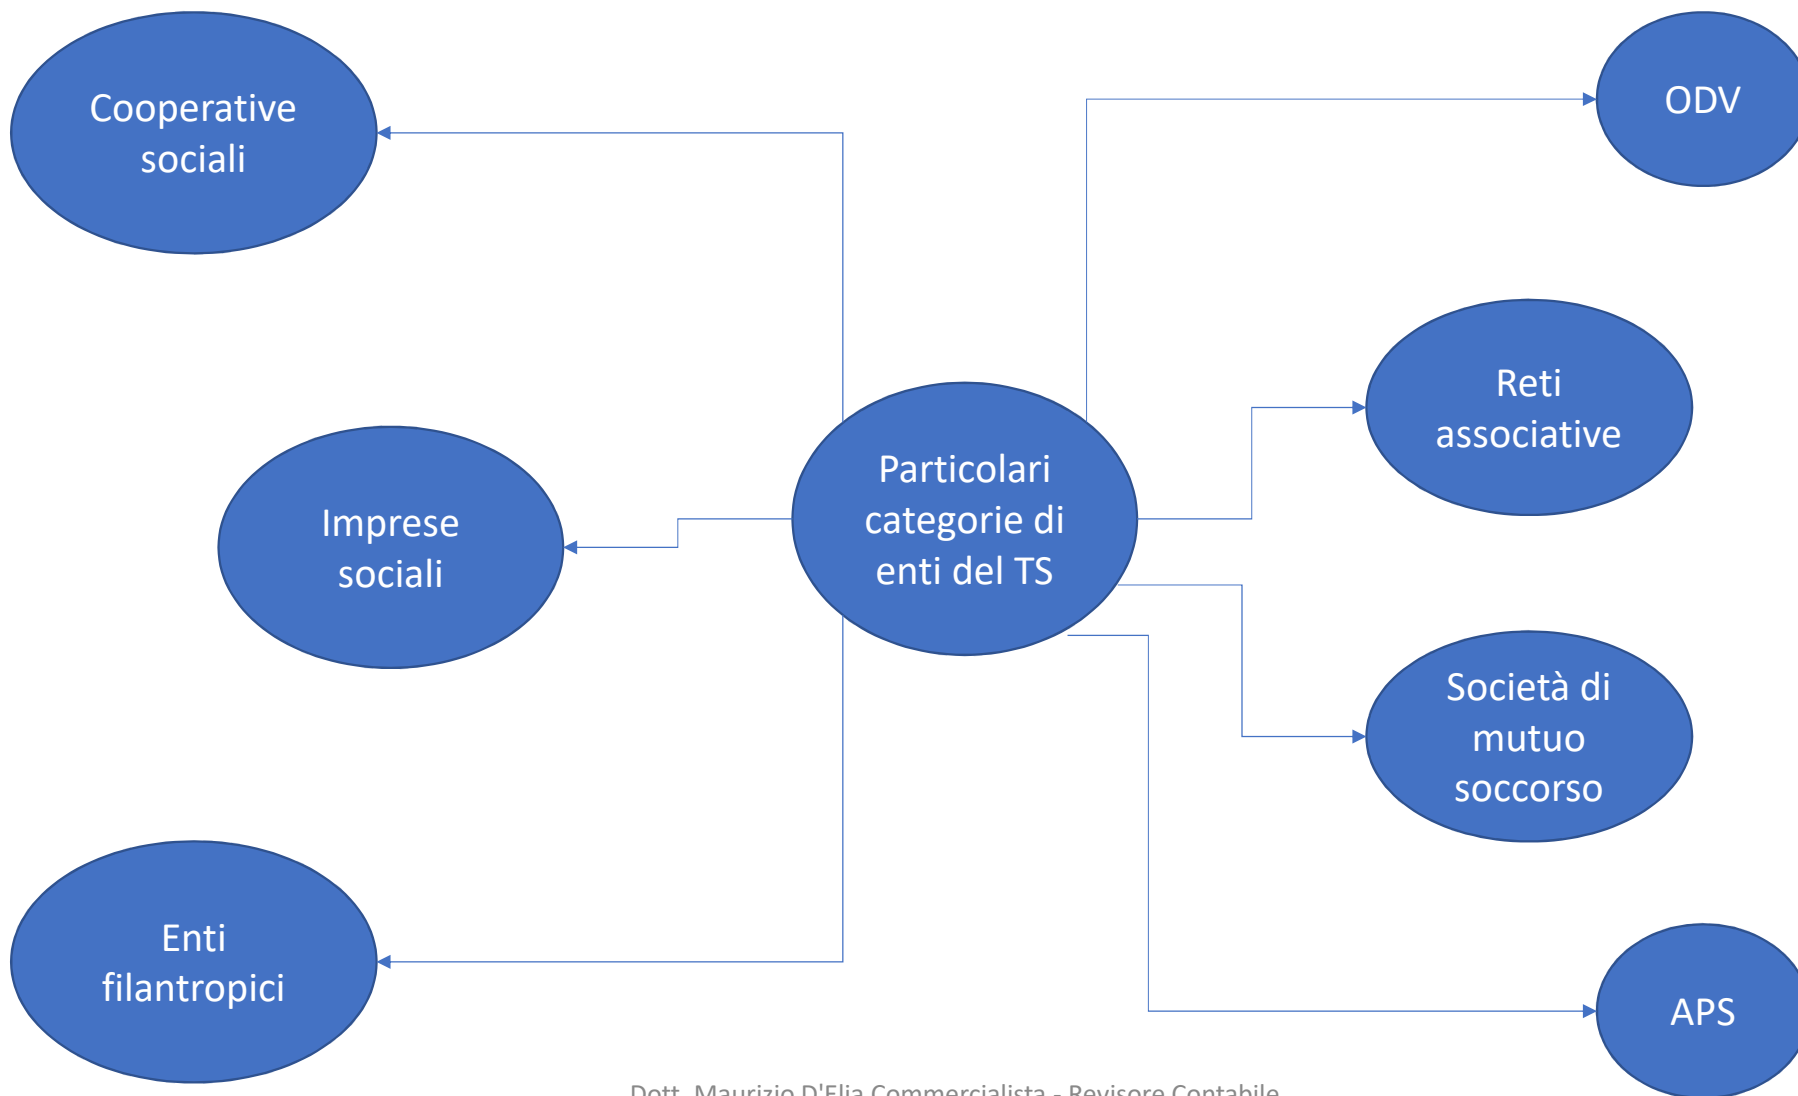 Cooperative
sociali
ODV
Reti
associative
Particolari
categorie di
enti del TS
Imprese
sociali
Società di
mutuo
soccorso
Enti
filantropici
APS
Dott. Maurizio D'Elia Commercialista - Revisore Contabile